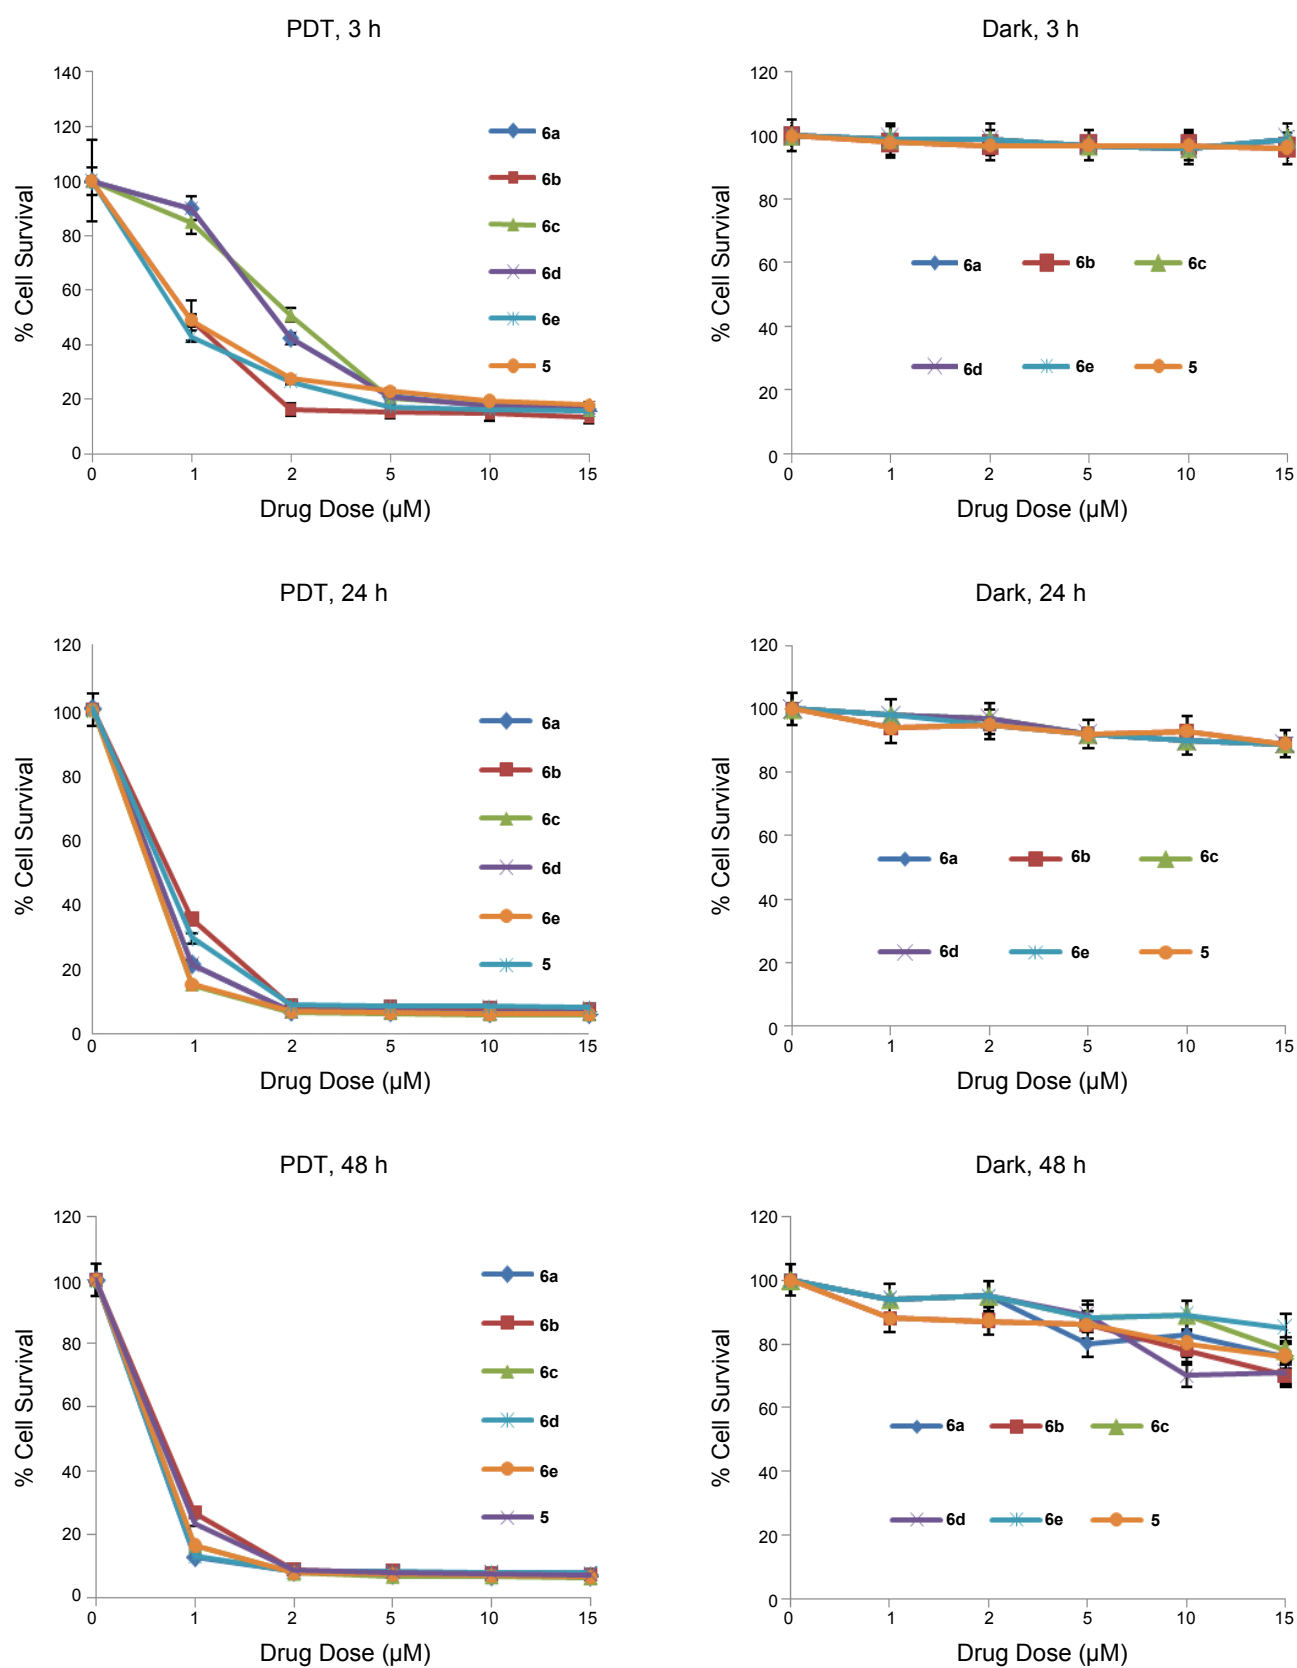 PDT, 3 h
140
120
100
80
60
40
20
0
% Cell Survival
6a
6b
6c
6d
6e
5
0 1 2 5 10 15
Drug Dose (µM)
Dark, 3 h
120
100
80
60
40
20
0
% Cell Survival
6a 6b 6c
6d 6e 5
0 1 2 5 10 15
Drug Dose (µM)
PDT, 24 h
120
100
80
60
40
20
0
% Cell Survival
6a
6b
6c
6d
6e
5
0 1 2 5 10 15
Drug Dose (µM)
Dark, 24 h
120
100
80
60
40
20
0
% Cell Survival
6a 6b 6c
6d 6e 5
0 1 2 5 10 15
Drug Dose (µM)
PDT, 48 h
120
100
80
60
40
20
0
% Cell Survival
6a
6b
6c
6d
6e
5
0 1 2 5 10 15
Drug Dose (µM)
Dark, 48 h
120
100
80
60
40
20
0
% Cell Survival
6a 6b 6c
6d 6e 5
0 1 2 5 10 15
Drug Dose (µM)